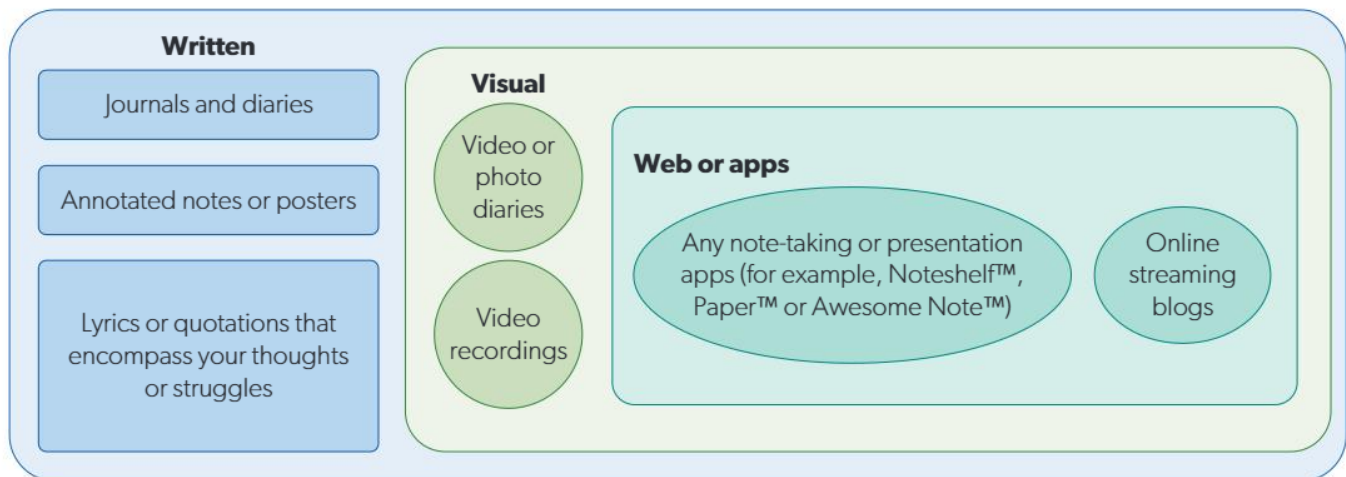 Written
Journals and diaries
Annotated notes or posters
Lyrics or quotations that
encompass your thoughts
or struggles
Visual
Video or
photo
diaries
Video
recordings
Web or apps
Any note-taking or presentation
apps (for example, Noteshelf™,
Paper™ or Awesome Note™)
Online
streaming
blogs